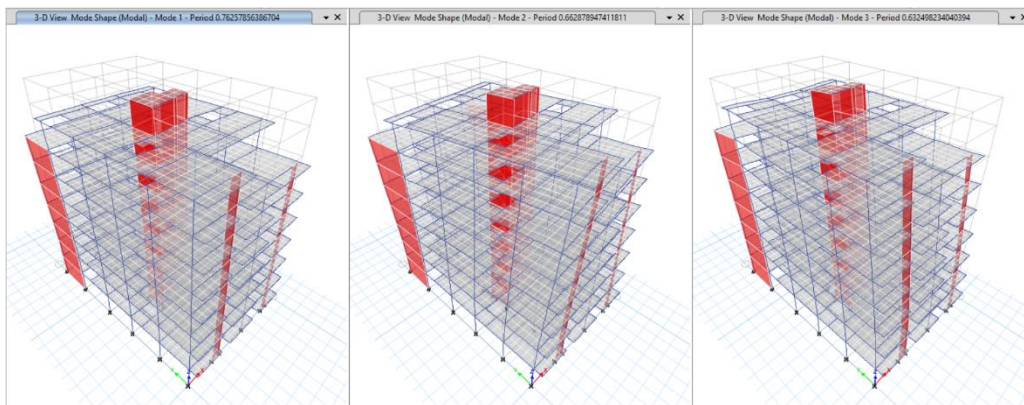 3-D View Mode Shape (Modal) - Mode 1 - Period 0.76257856386704
3-D View Mode Shape (Modal) - Mode 2 - Period 0.662878947411811
3-D View Mode Shape (Modal) - Mode 3 - Period 0.632498234040394